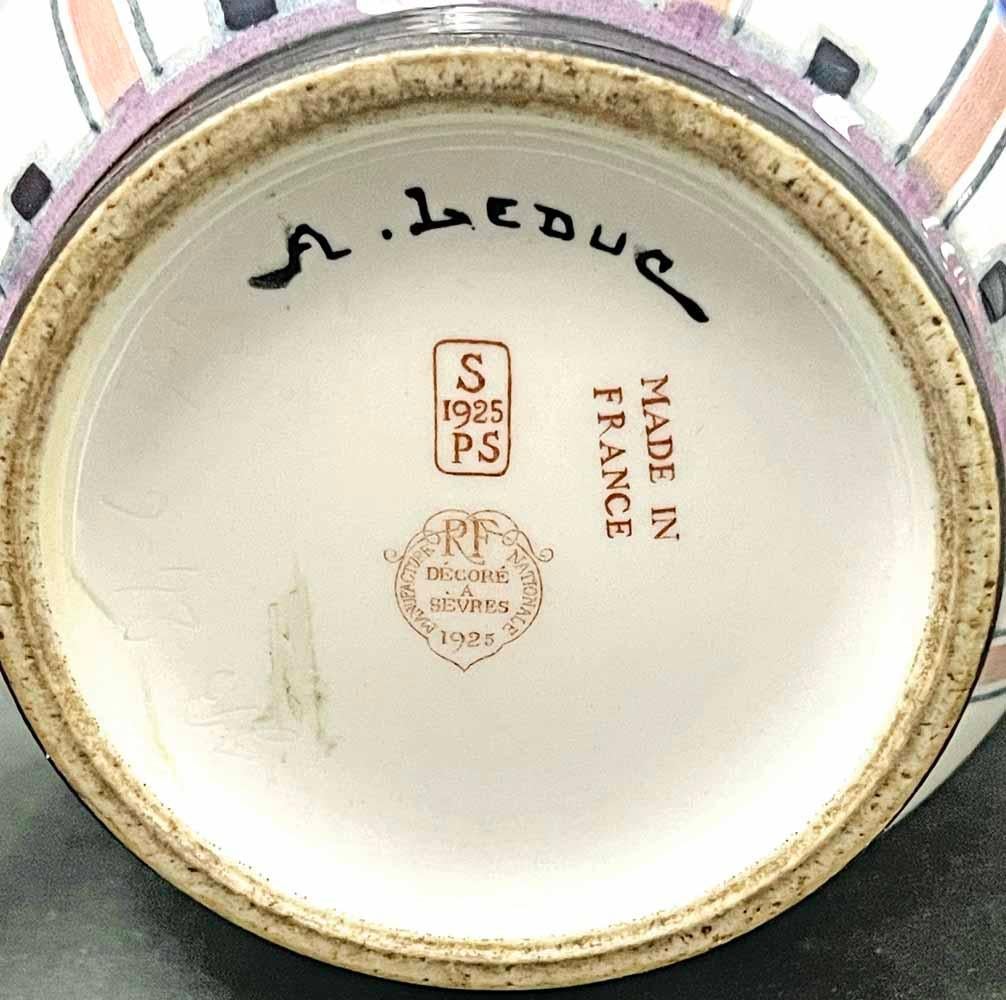 A. LEDUC
S
1925
PS
MADE IN
FRANCE
RF
MANUFACTURE NATIONALE
DÉCORÉ
A
SÈVRES
1925